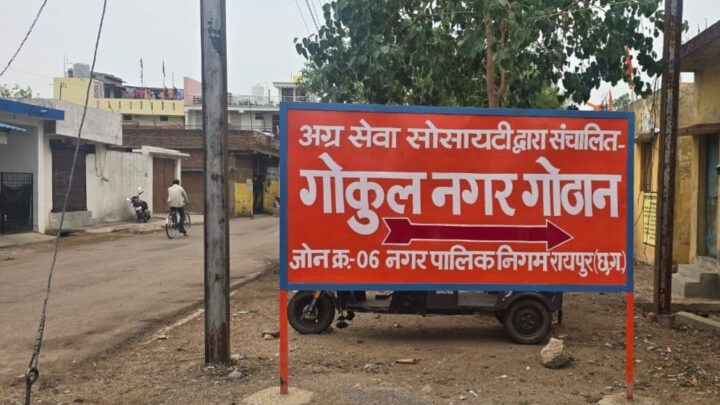 अग्र सेवा सोसायटी द्वारा संचालित-
गोकुल नगर गोठान
जोन क्र.- 06 नगर पालिक निगम रायपुर (छ.ग.)